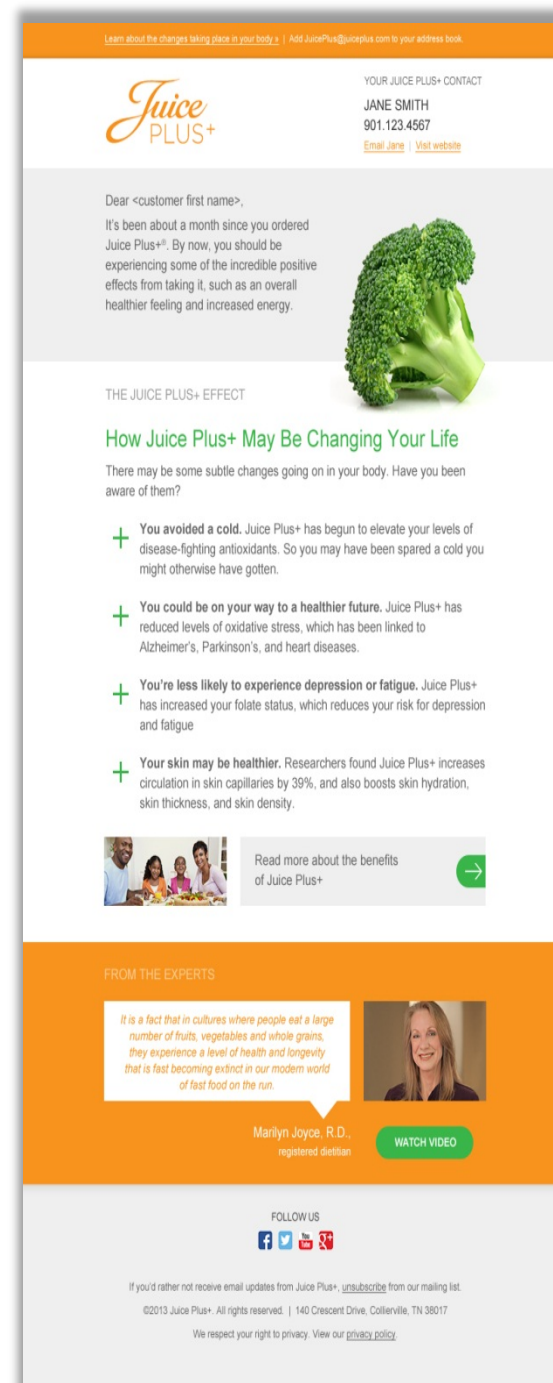 Learn about the changes taking place in your body » | Add JuicePlus@juiceplus.com to your address book.
Juice
PLUS+
YOUR JUICE PLUS+ CONTACT
JANE SMITH
901.123.4567
Email Jane | Visit website
Dear <customer first name>,
It's been about a month since you ordered
Juice Plus+®. By now, you should be
experiencing some of the incredible positive
effects from taking it, such as an overall
healthier feeling and increased energy.
THE JUICE PLUS+ EFFECT
How Juice Plus+ May Be Changing Your Life
There may be some subtle changes going on in your body. Have you been
aware of them?
+ You avoided a cold. Juice Plus+ has begun to elevate your levels of
disease-fighting antioxidants. So you may have been spared a cold you
might otherwise have gotten.
+ You could be on your way to a healthier future. Juice Plus+ has
reduced levels of oxidative stress, which has been linked to
Alzheimer's, Parkinson's, and heart diseases.
+ You're less likely to experience depression or fatigue. Juice Plus+
has increased your folate status, which reduces your risk for depression
and fatigue
+ Your skin may be healthier. Researchers found Juice Plus+ increases
circulation in skin capillaries by 39%, and also boosts skin hydration,
skin thickness, and skin density.
Read more about the benefits
of Juice Plus+
FROM THE EXPERTS
It is a fact that in cultures where people eat a large
number of fruits, vegetables and whole grains,
they experience a level of health and longevity
that is fast becoming extinct in our modern world
of fast food on the run.
Marilyn Joyce, R.D.,
registered dietitian
WATCH VIDEO
FOLLOW US
f You Tube g+
If you'd rather not receive email updates from Juice Plus+, unsubscribe from our mailing list.
©2013 Juice Plus+. All rights reserved. | 140 Crescent Drive, Collierville, TN 38017
We respect your right to privacy. View our privacy policy.